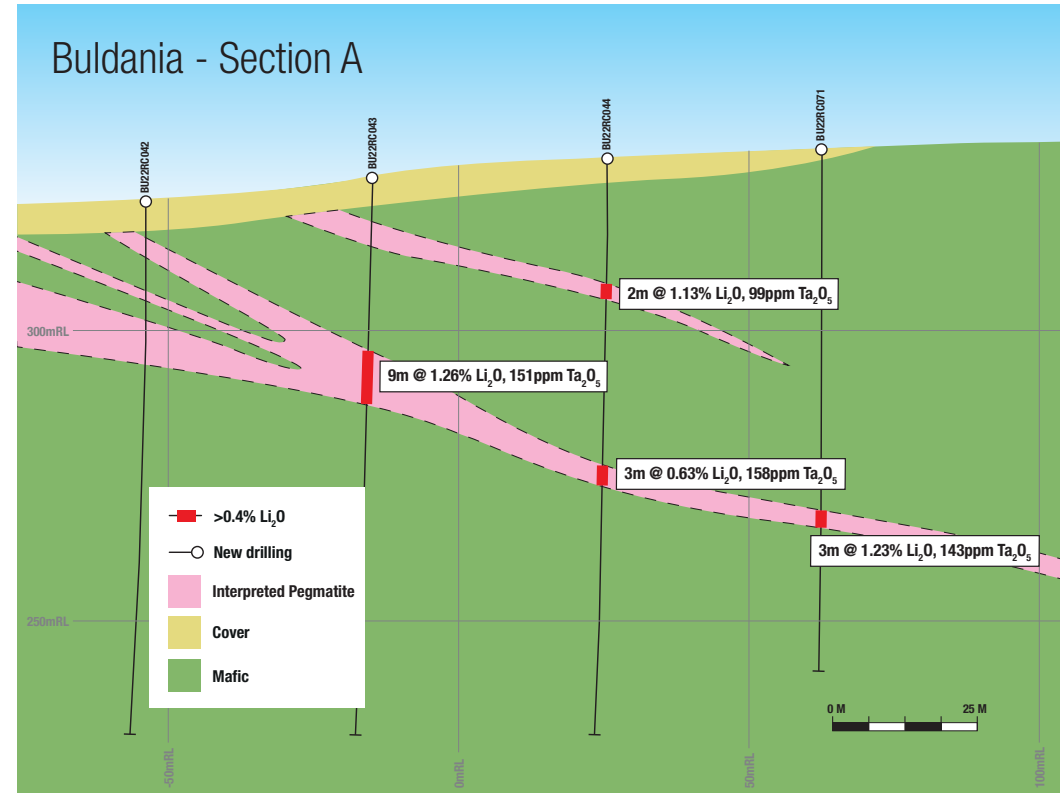 Buldania - Section A
BU22RC042
BU22RC043
BU22RC044
BU22RC071
2m @ 1.13% Li₂O, 99ppm Ta₂O₅
300mRL
9m @ 1.26% Li₂O, 151ppm Ta₂O₅
3m @ 0.63% Li₂O, 158ppm Ta₂O₅
3m @ 1.23% Li₂O, 143ppm Ta₂O₅
>0.4% Li₂O
New drilling
Interpreted Pegmatite
Cover
Mafic
250mRL
0 M
25 M
-50mRL
0mRL
50mRL
100mRL